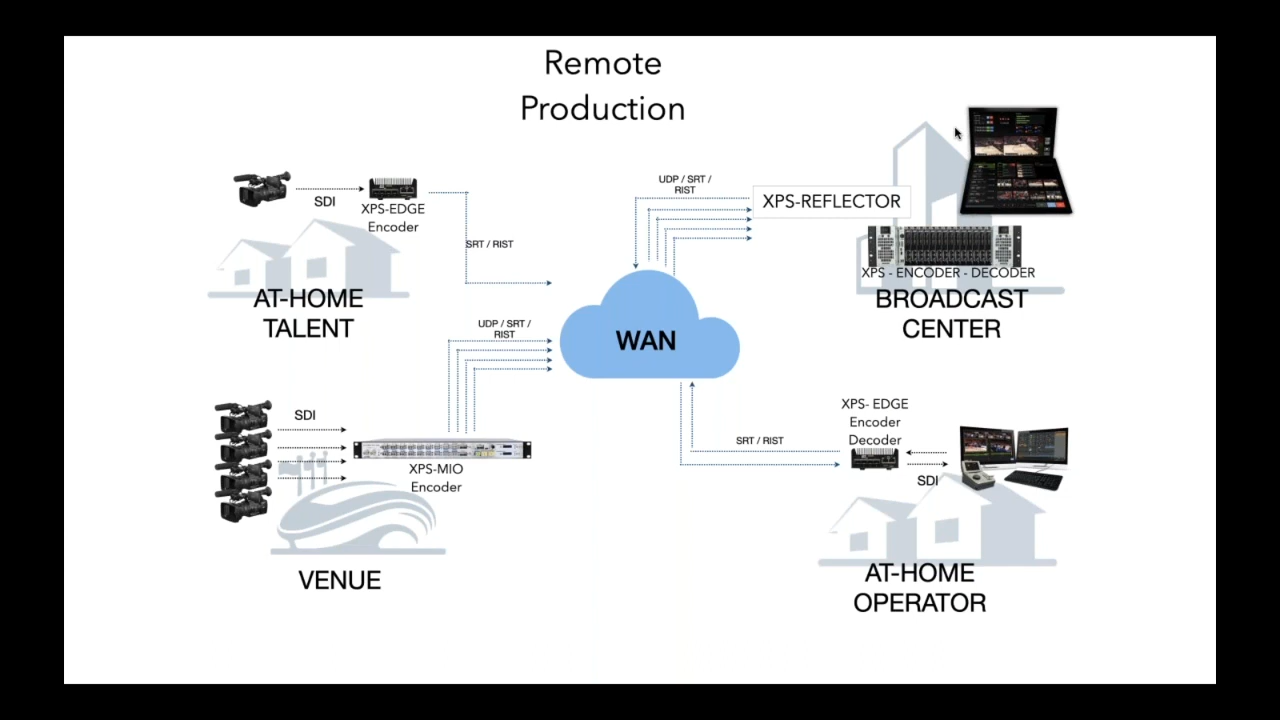 Remote
Production
SDI
XPS-EDGE
Encoder
SRT / RIST
AT-HOME
TALENT
UDP / SRT /
RIST
XPS-REFLECTOR
XPS - ENCODER - DECODER
BROADCAST
CENTER
UDP / SRT /
RIST
WAN
SDI
XPS-MIO
Encoder
VENUE
XPS- EDGE
Encoder
Decoder
SRT / RIST
SDI
AT-HOME
OPERATOR